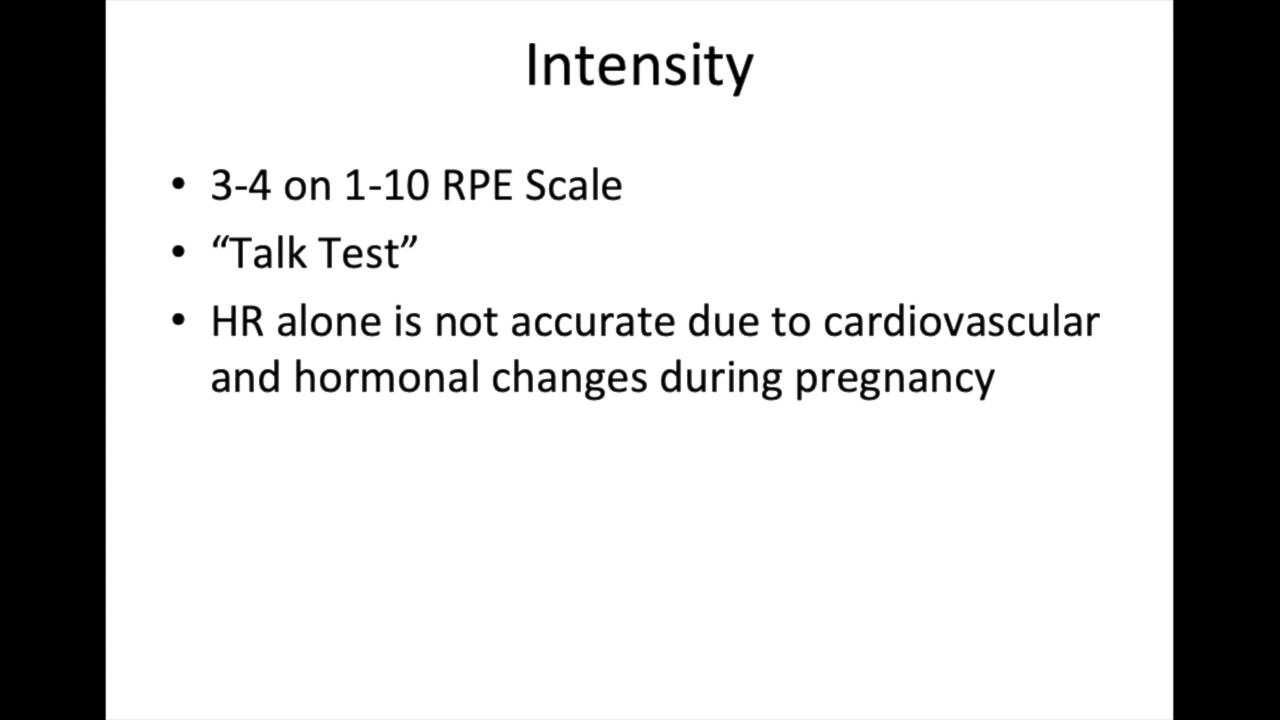 Intensity
• 3-4 on 1-10 RPE Scale
• “Talk Test”
• HR alone is not accurate due to cardiovascular
and hormonal changes during pregnancy